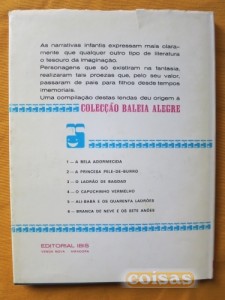 As narrativas infantis expressam mais clara-
mente que qualquer outro tipo de literatura
o tesouro da imaginação.
Personagens que só existiram na fantasia,
realizaram tais proezas que, pelo seu valor,
passaram de pais para filhos desde tempos
imemoriais.
Uma compilação destas lendas deu origem à
COLECÇÃO BALEIA ALEGRE
1 — A BELA ADORMECIDA
2 — A PRINCESA PELE-DE-BURRO
3 — O LADRÃO DE BAGDAD
4 — O CAPUCHINHO VERMELHO
5 — ALI-BABÁ E OS QUARENTA LADRÕES
6 — BRANCA DE NEVE E OS SETE ANÕES
EDITORIAL IBIS
VENDA NOVA - AMADORA
coisas